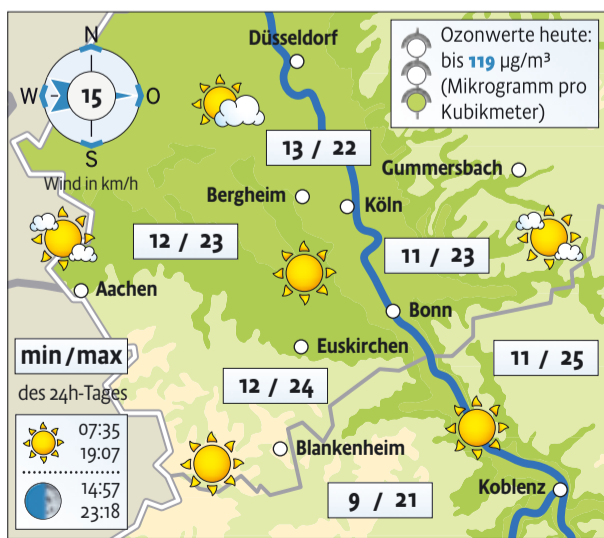 N
W 15 O
S
Wind in km/h
Düsseldorf
Ozonwerte heute:
bis 119 µg/m³
(Mikrogramm pro
Kubikmeter)
13 / 22
Gummersbach
Bergheim
Köln
12 / 23
11 / 23
Aachen
Bonn
Euskirchen
min/max
des 24h-Tages
11 / 25
12 / 24
07:35
19:07
14:57
23:18
Blankenheim
Koblenz
9 / 21